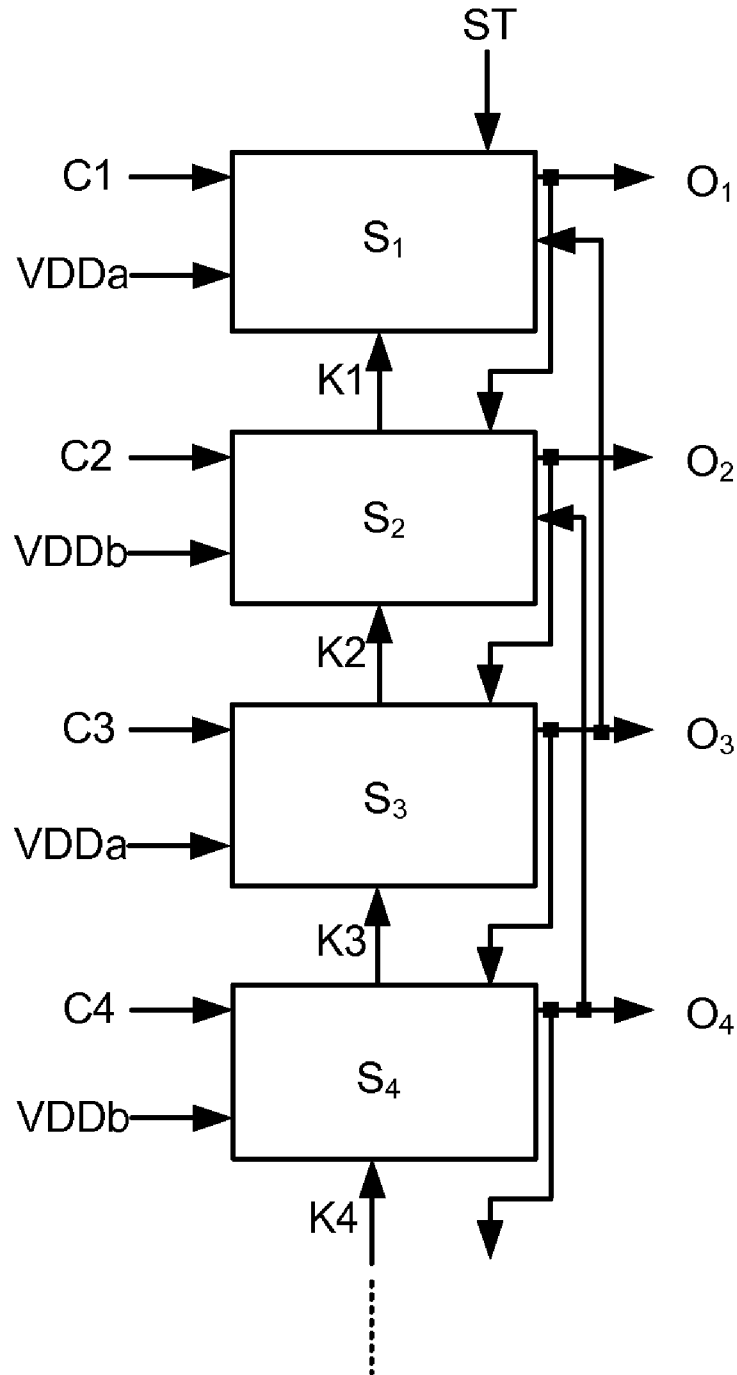 ST
C1
S₁
O₁
VDDa
K1
C2
S₂
O₂
VDDb
K2
C3
S₃
O₃
VDDa
K3
C4
S₄
O₄
VDDb
K4